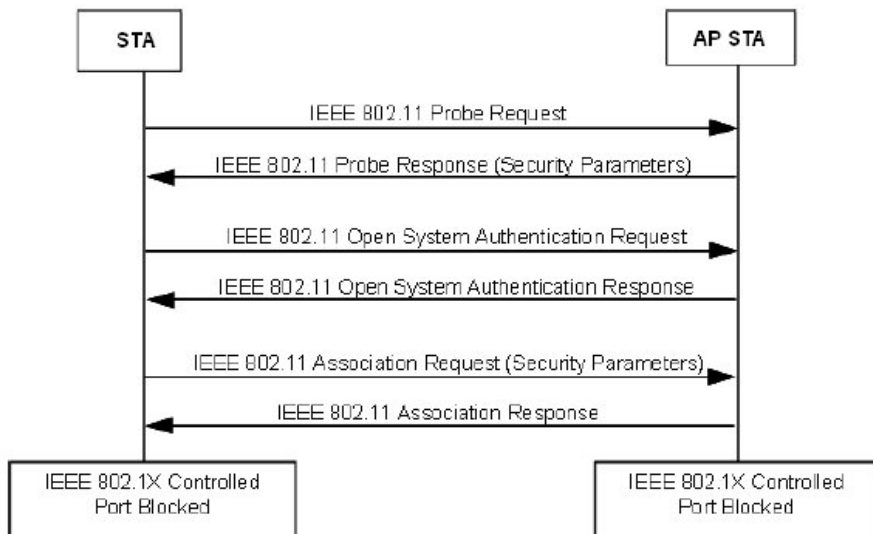 STA
AP STA
IEEE 802.11 Probe Request
IEEE 802.11 Probe Response (Security Parameters)
IEEE 802.11 Open System Authentication Request
IEEE 802.11 Open System Authentication Response
IEEE 802.11 Association Request (Security Parameters)
IEEE 802.11 Association Response
IEEE 802.1X Controlled
Port Blocked
IEEE 802.1X Controlled
Port Blocked